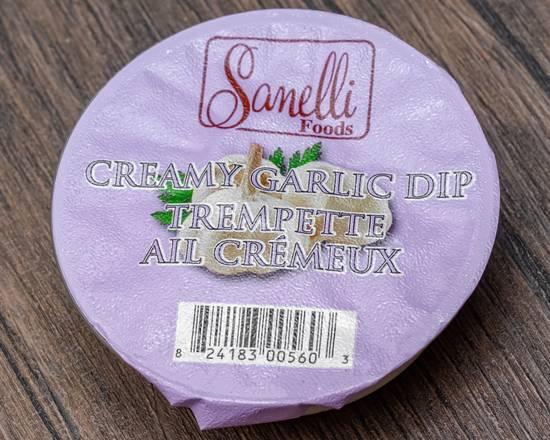 Sanelli
Foods
CREAMY GARLIC DIP
TREMPETTE
AIL CRÉMEUX
8 24183 00560 3